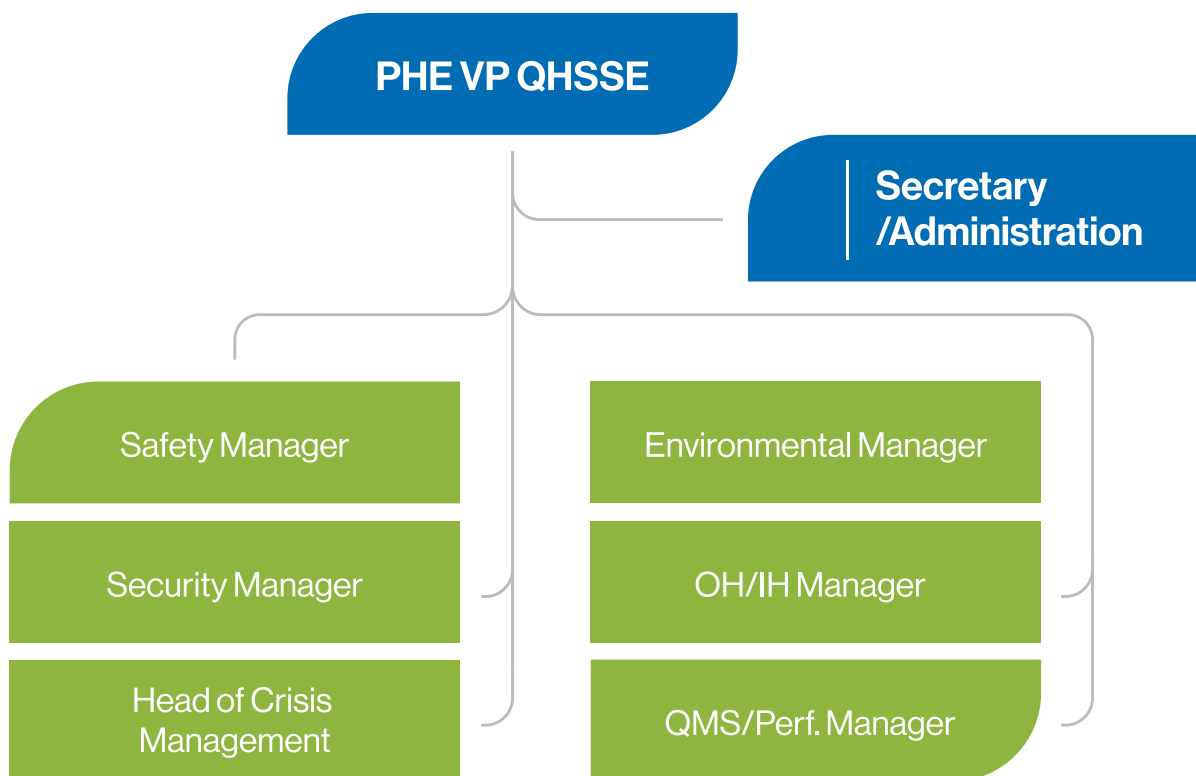 PHE VP QHSSE
Secretary
/Administration
Safety Manager
Environmental Manager
Security Manager
OH/IH Manager
Head of Crisis
Management
QMS/Perf. Manager